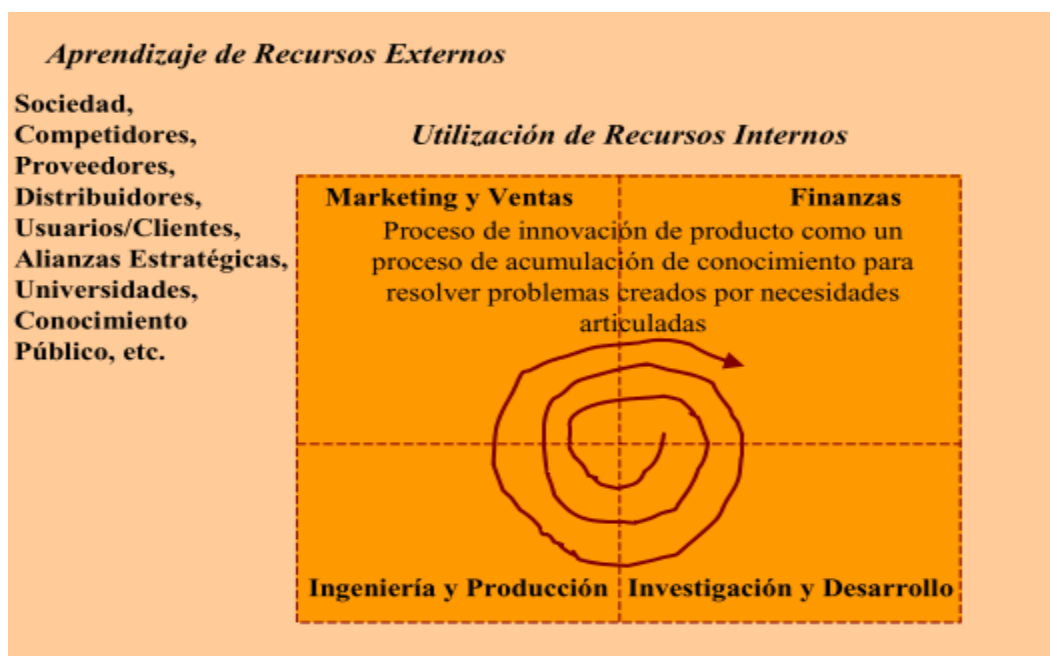 Aprendizaje de Recursos Externos
Sociedad,
Competidores,
Proveedores,
Distribuidores,
Usuarios/Clientes,
Alianzas Estratégicas,
Universidades,
Conocimiento
Público, etc.
Utilización de Recursos Internos
Marketing y Ventas
Finanzas
Proceso de innovación de producto como un
proceso de acumulación de conocimiento para
resolver problemas creados por necesidades
articuladas
Ingeniería y Producción
Investigación y Desarrollo